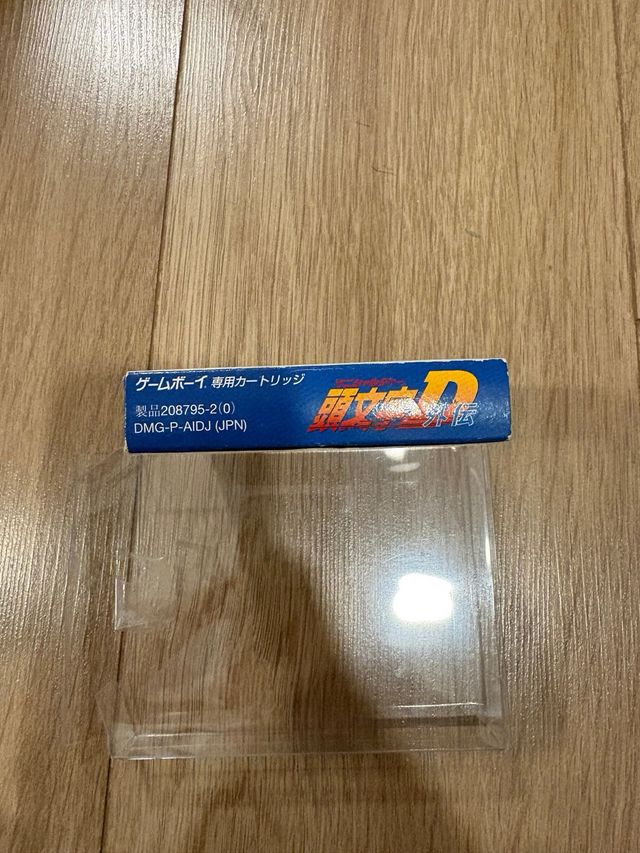 ゲームボーイ 専用カートリッジ
製品208795-2(0)
DMG-P-AIDJ (JPN)
頭文字D外伝